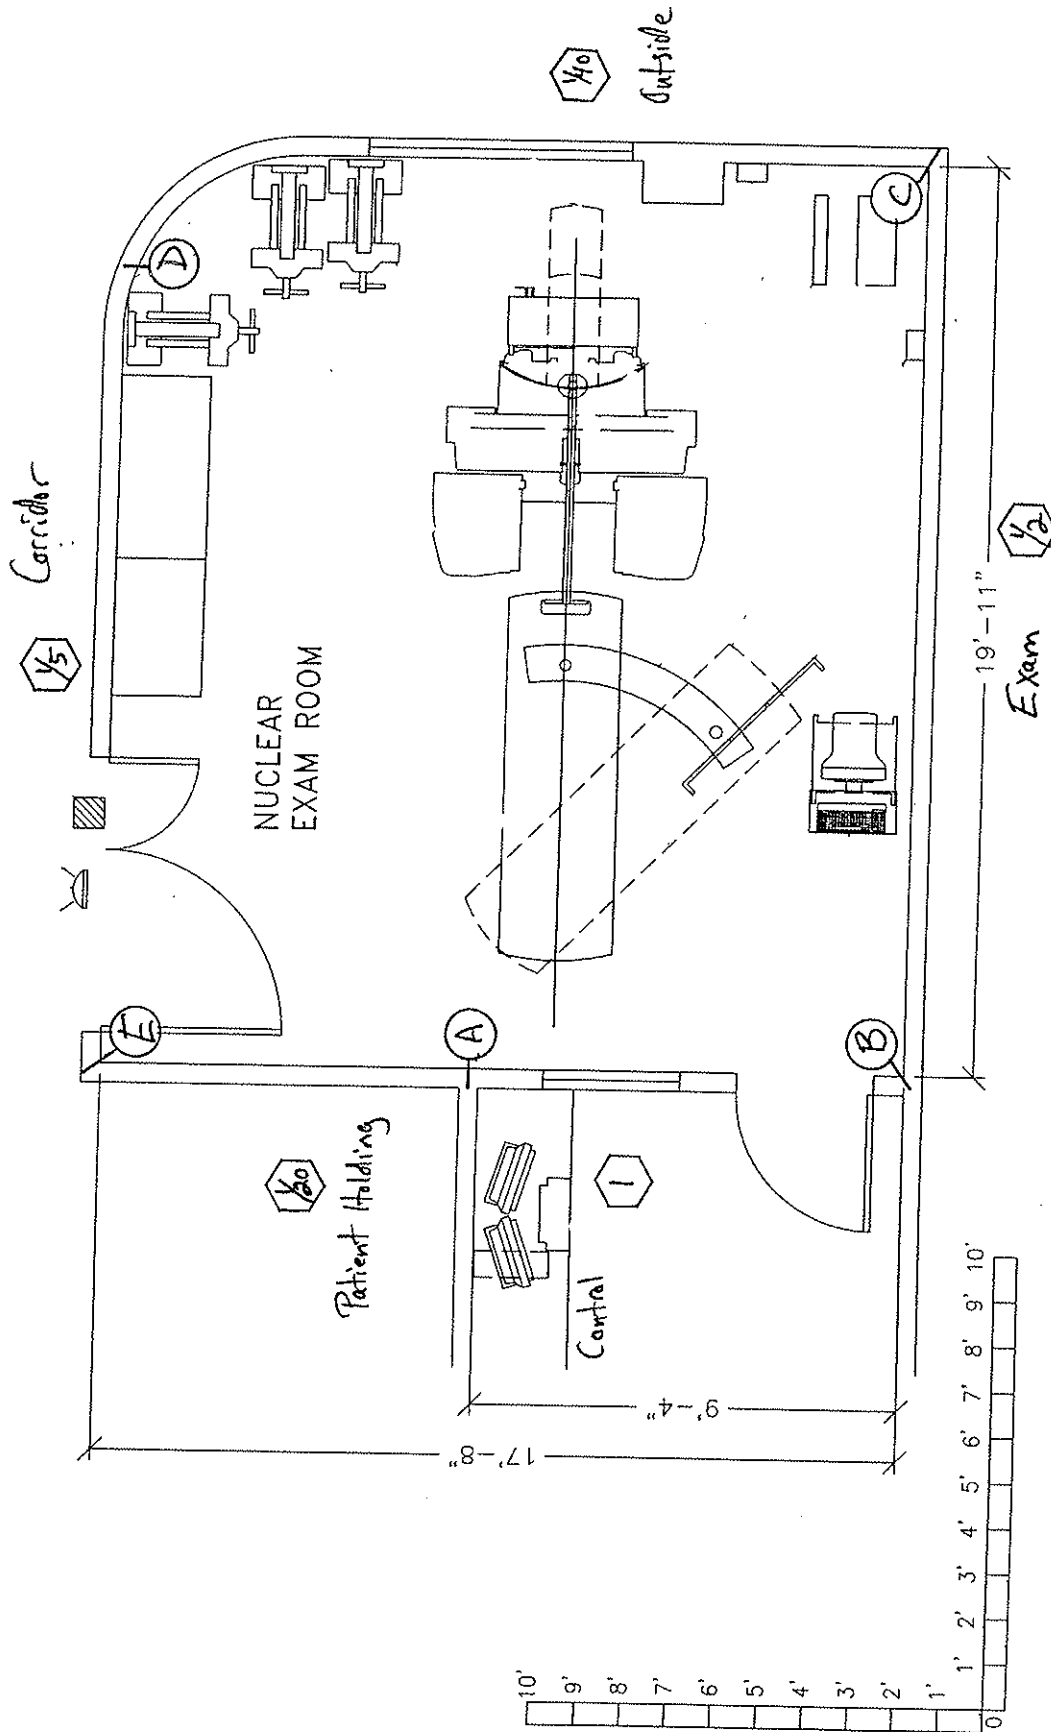 Corridor
1/5
NUCLEAR
EXAM ROOM
D
1/40
Outside
E
A
B
C
1/20
Patient Holding
1
Control
19'-11"
1/2
Exam
9'-4"
17'-8"
10'
9'
8'
7'
6'
5'
4'
3'
2'
1'
0
1'
2'
3'
4'
5'
6'
7'
8'
9'
10'